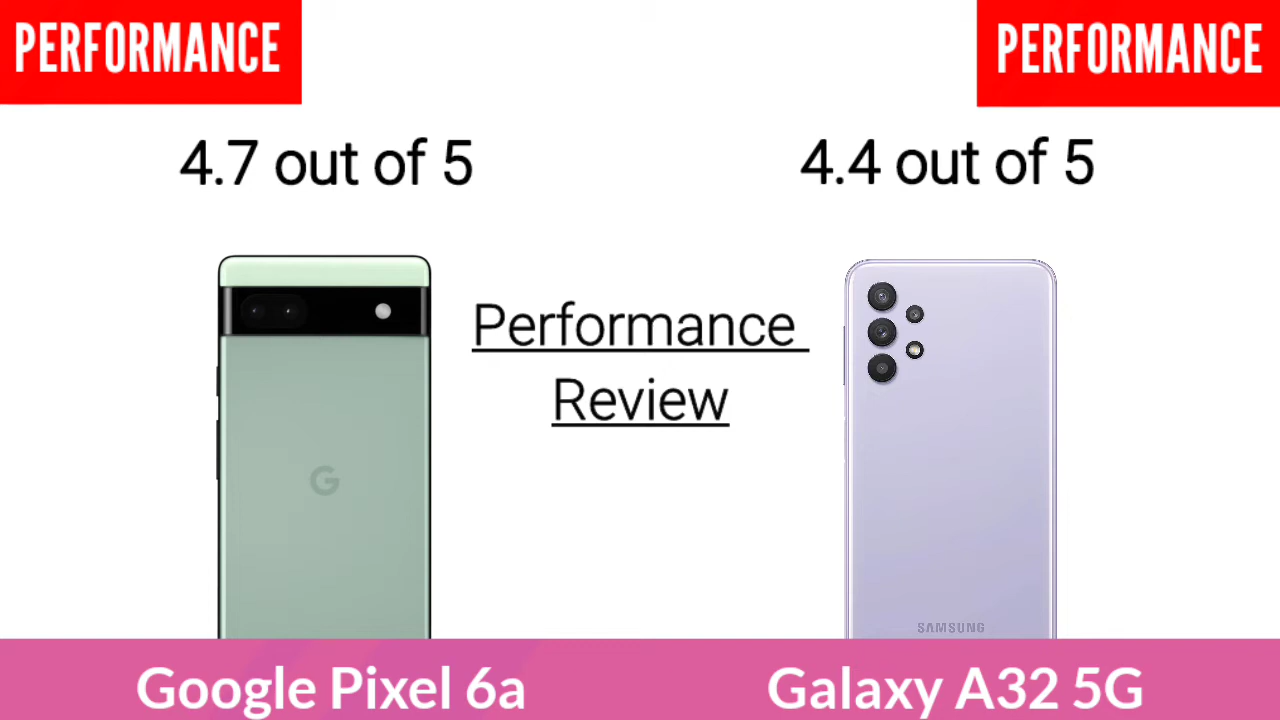 PERFORMANCE
PERFORMANCE
4.7 out of 5
4.4 out of 5
Performance
Review
G
SAMSUNG
Google Pixel 6a
Galaxy A32 5G